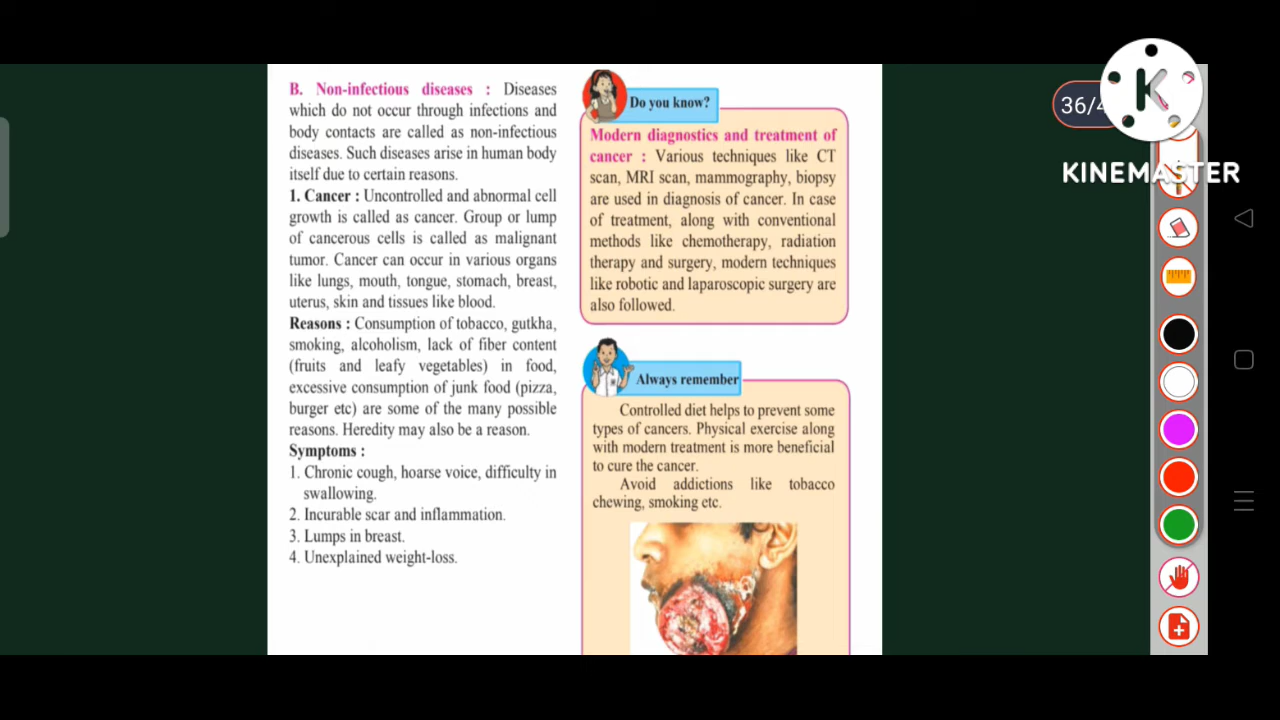 B. Non-infectious diseases : Diseases
which do not occur through infections and
body contacts are called as non-infectious
diseases. Such diseases arise in human body
itself due to certain reasons.
1. Cancer : Uncontrolled and abnormal cell
growth is called as cancer. Group or lump
of cancerous cells is called as malignant
tumor. Cancer can occur in various organs
like lungs, mouth, tongue, stomach, breast,
uterus, skin and tissues like blood.
Reasons : Consumption of tobacco, gutkha,
smoking, alcoholism, lack of fiber content
(fruits and leafy vegetables) in food,
excessive consumption of junk food (pizza,
burger etc) are some of the many possible
reasons. Heredity may also be a reason.
Symptoms :
1. Chronic cough, hoarse voice, difficulty in
swallowing.
2. Incurable scar and inflammation.
3. Lumps in breast.
4. Unexplained weight-loss.
Do you know?
Modern diagnostics and treatment of
cancer : Various techniques like CT
scan, MRI scan, mammography, biopsy
are used in diagnosis of cancer. In case
of treatment, along with conventional
methods like chemotherapy, radiation
therapy and surgery, modern techniques
like robotic and laparoscopic surgery are
also followed.
Always remember
Controlled diet helps to prevent some
types of cancers. Physical exercise along
with modern treatment is more beneficial
to cure the cancer.
Avoid addictions like tobacco
chewing, smoking etc.
36/4
K
KINEMASTER